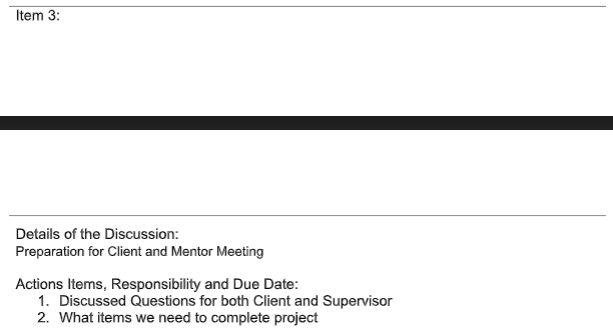 Item 3:
Details of the Discussion:
Preparation for Client and Mentor Meeting
Actions Items, Responsibility and Due Date:
1. Discussed Questions for both Client and Supervisor
2. What items we need to complete project